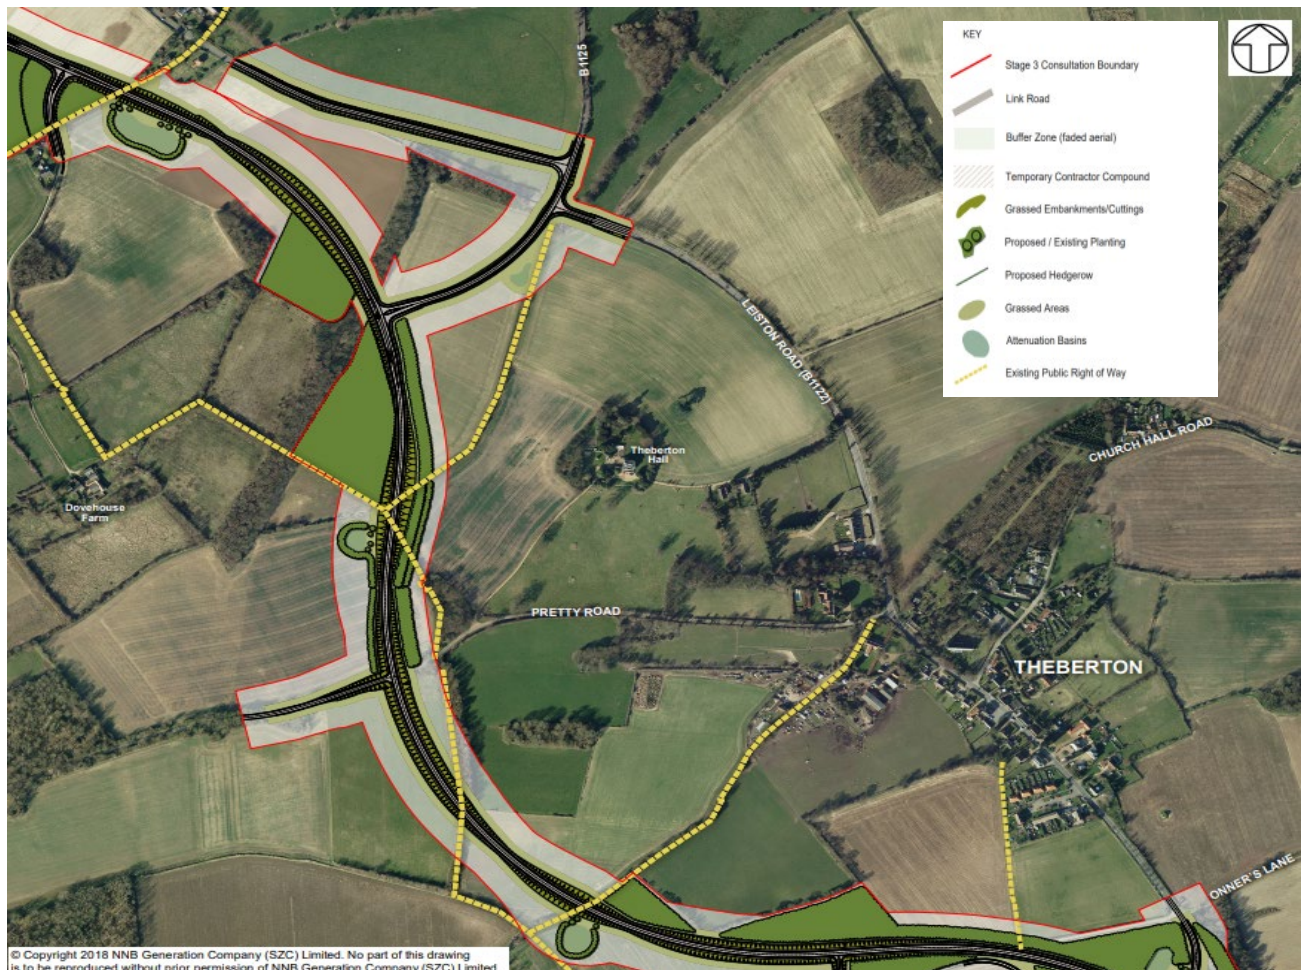 KEY
Stage 3 Consultation Boundary
Link Road
Buffer Zone (faded aerial)
Temporary Contractor Compound
Grassed Embankments/Cuttings
Proposed / Existing Planting
Proposed Hedgerow
Grassed Areas
Attenuation Basins
Existing Public Right of Way
B1125
LEISTON ROAD (B1122)
CHURCH HALL ROAD
Theberton
Hall
Dovehouse
Farm
PRETTY ROAD
THEBERTON
ONNER'S LANE
© Copyright 2018 NNB Generation Company (SZC) Limited. No part of this drawing
is to be reproduced without prior permission of NNB Generation Company (SZC) Limited